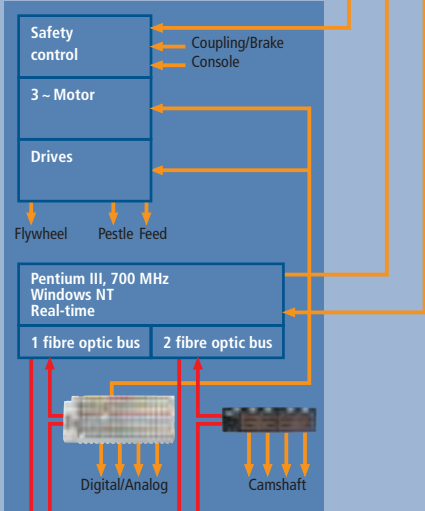 Safety
control
Coupling/Brake
Console
3 ~ Motor
Drives
Flywheel
Pestle
Feed
Pentium III, 700 MHz
Windows NT
Real-time
1 fibre optic bus
2 fibre optic bus
Digital/Analog
Camshaft